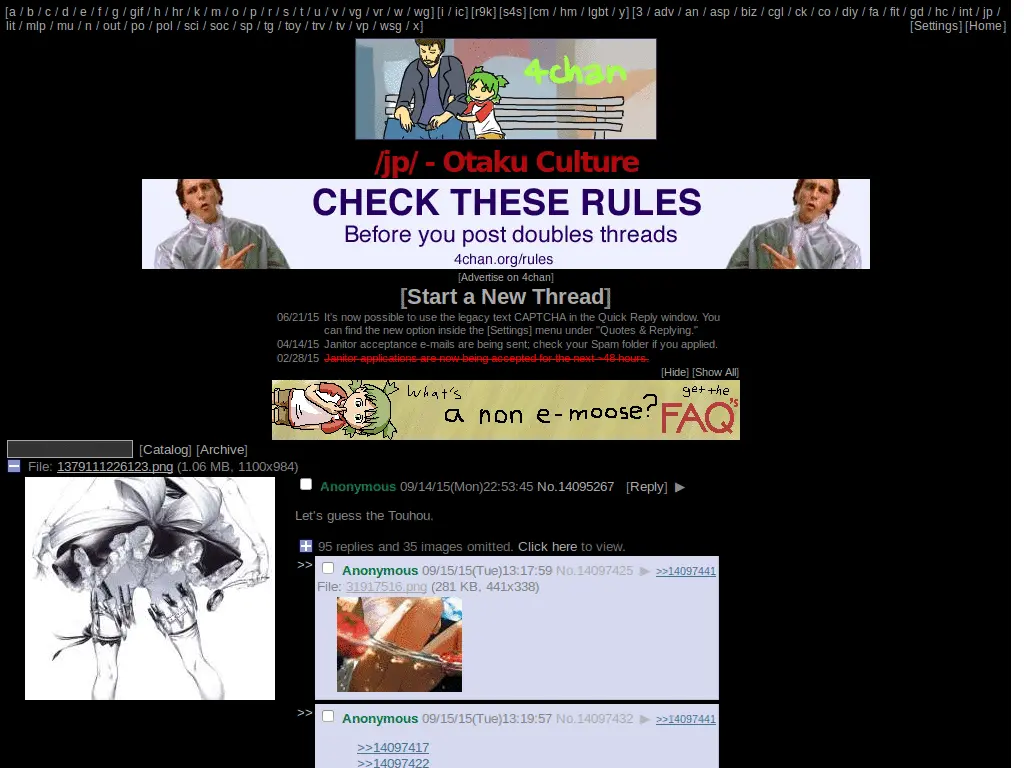 [a / b / c / d / e / f / g / gif / h / hr / k / m / o / p / r / s / t / u / v / vg / vr / w / wg] [i / ic] [r9k] [s4s] [cm / hm / lgbt / y] [3 / adv / an / asp / biz / cgl / ck / co / diy / fa / fit / gd / hc / int / jp /
lit / mlp / mu / n / out / po / pol / sci / soc / sp / tg / toy / trv / tv / vp / wsg / x]
[Settings] [Home]
4chan
/jp/ - Otaku Culture
CHECK THESE RULES
Before you post doubles threads
4chan.org/rules
[Advertise on 4chan]
[Start a New Thread]
06/21/15 It's now possible to use the legacy text CAPTCHA in the Quick Reply window. You
can find the new option inside the [Settings] menu under "Quotes & Replying."
04/14/15 Janitor acceptance e-mails are being sent; check your Spam folder if you applied.
02/28/15 Janitor applications are now being accepted for the next ~48 hours.
[Hide] [Show All]
What's a non e-moose? get the FAQ's
[Catalog] [Archive]
File: 1379111226123.png (1.06 MB, 1100x984)
Anonymous 09/14/15(Mon)22:53:45 No.14095267 [Reply] ▶
Let's guess the Touhou.
95 replies and 35 images omitted. Click here to view.
>> Anonymous 09/15/15(Tue)13:17:59 No.14097425 ▶ >>14097441
File: 31917516.png (281 KB, 441x338)
>> Anonymous 09/15/15(Tue)13:19:57 No.14097432 ▶ >>14097441
>>14097417
>>14097422